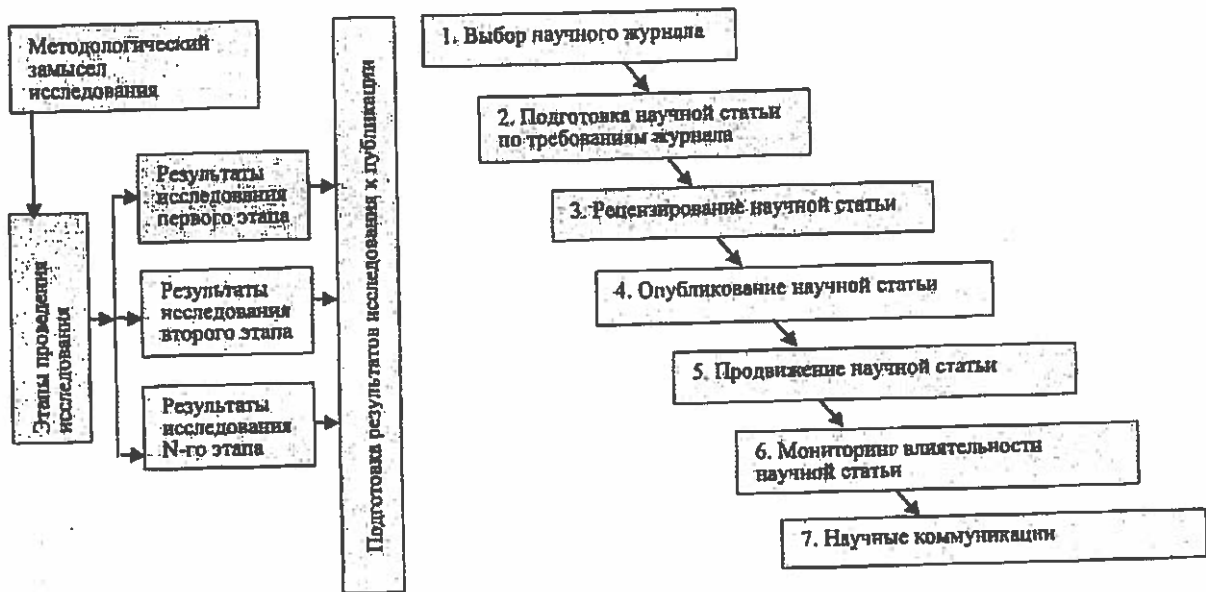 Методологический
замысел
исследования
Этапы проведения
исследования
Результаты
исследования
первого этапа
Результаты
исследования
второго этапа
Результаты
исследования
N-го этапа
Подготовка результатов исследования к публикации
1. Выбор научного журнала
2. Подготовка научной статьи
по требованиям журнала
3. Рецензирование научной статьи
4. Опубликование научной статьи
5. Продвижение научной статьи
6. Мониторинг влиятельности
научной статьи
7. Научные коммуникации